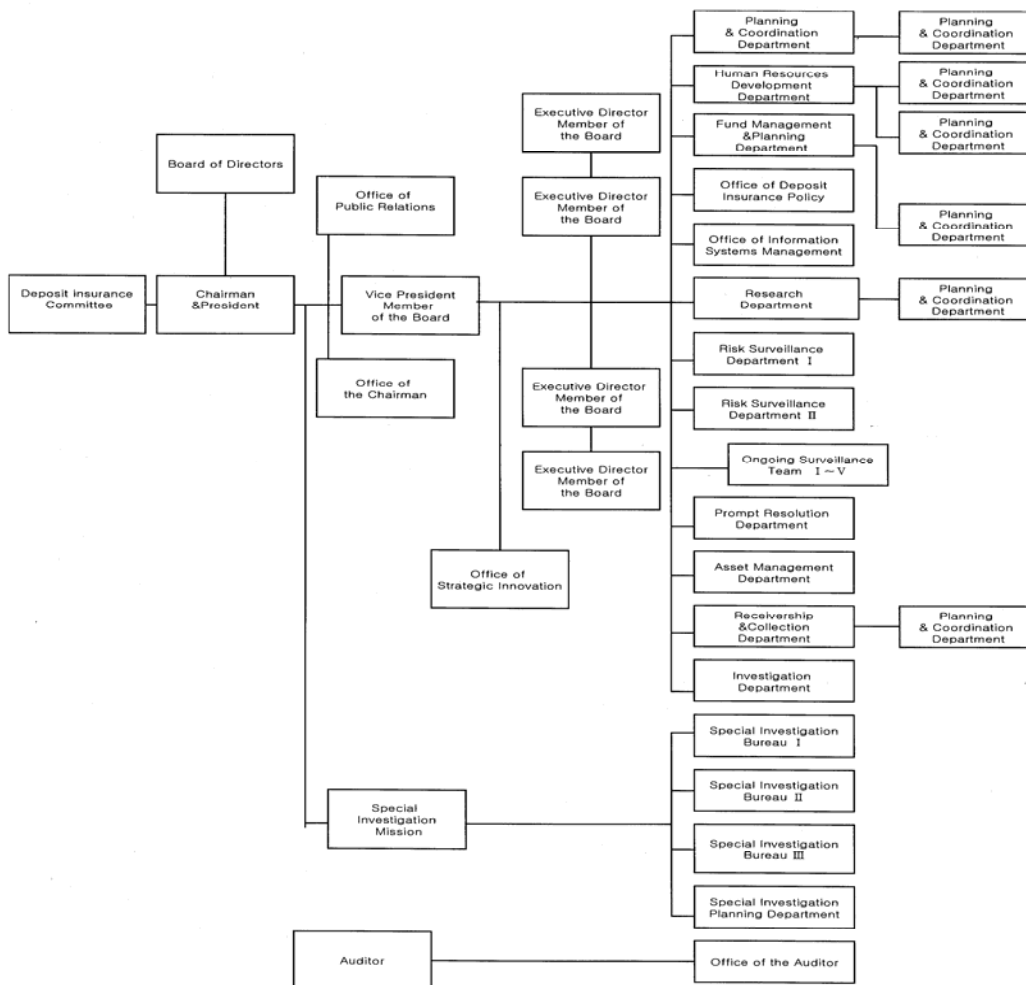 Planning
& Coordination
Department
Planning
& Coordination
Department
Human Resources
Development
Department
Planning
& Coordination
Department
Executive Director
Member of
the Board
Fund Management
&Planning
Department
Planning
& Coordination
Department
Board of Directors
Office of
Public Relations
Executive Director
Member of
the Board
Office of Deposit
Insurance Policy
Planning
& Coordination
Department
Office of Information
Systems Management
Deposit insurance
Committee
Chairman
&President
Vice President
Member
of the Board
Research
Department
Planning
& Coordination
Department
Risk Surveillance
Department I
Office of
the Chairman
Executive Director
Member of
the Board
Risk Surveillance
Department II
Executive Director
Member of
the Board
Ongoing Surveillance
Team I ~ V
Prompt Resolution
Department
Office of
Strategic Innovation
Asset Management
Department
Receivership
&Collection
Department
Planning
& Coordination
Department
Investigation
Department
Special Investigation
Bureau I
Special Investigation
Bureau II
Special
Investigation
Mission
Special Investigation
Bureau III
Special Investigation
Planning Department
Auditor
Office of the Auditor